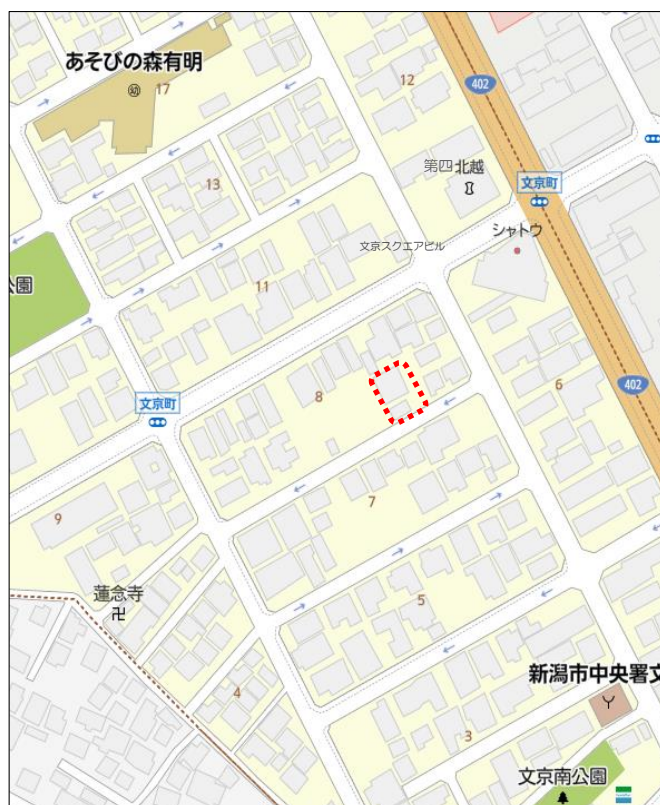 あそびの森有明
幼
17
12
402
第四北越
文京町
13
シャトウ
文京スクエアビル
公園
11
6
402
8
文京町
7
9
蓮念寺
卍
5
新潟市中央署文
4
3
文京南公園